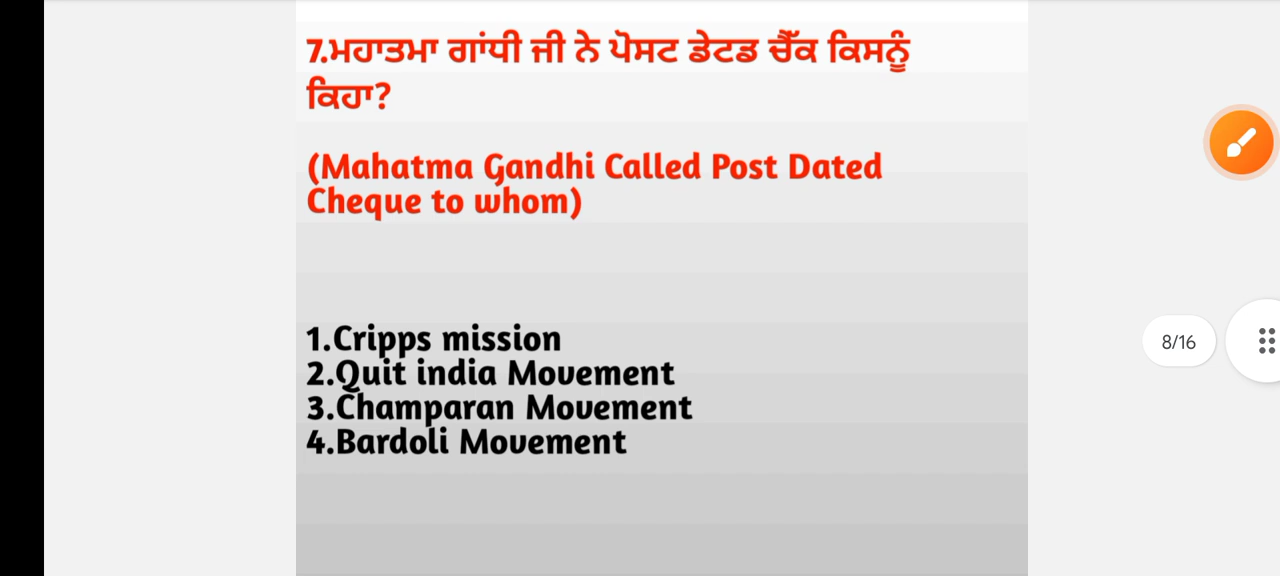 7.ਮਹਾਤਮਾ ਗਾਂਧੀ ਜੀ ਨੇ ਪੋਸਟ ਡੇਟਡ ਚੈੱਕ ਕਿਸਨੂੰ
ਕਿਹਾ?
(Mahatma Gandhi Called Post Dated
Cheque to whom)
1.Cripps mission
2.Quit india Movement
3.Champaran Movement
4.Bardoli Movement
8/16